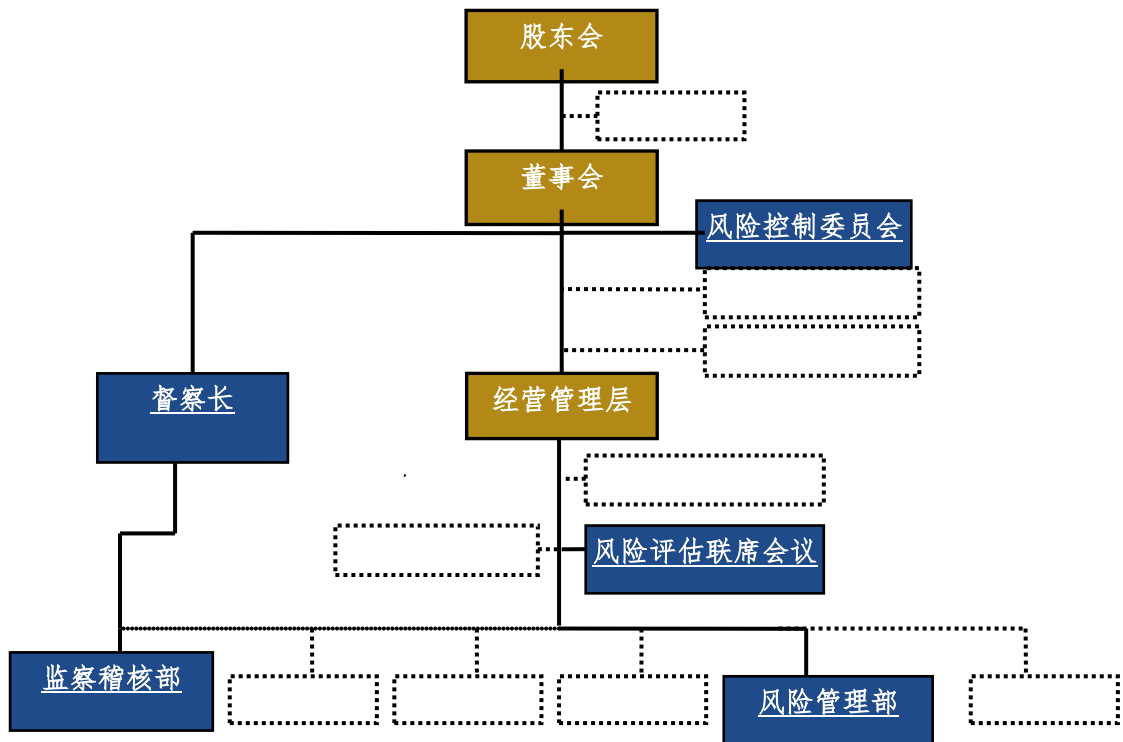 股东会
董事会
风险控制委员会
督察长
经营管理层
风险评估联席会议
监察稽核部
风险管理部